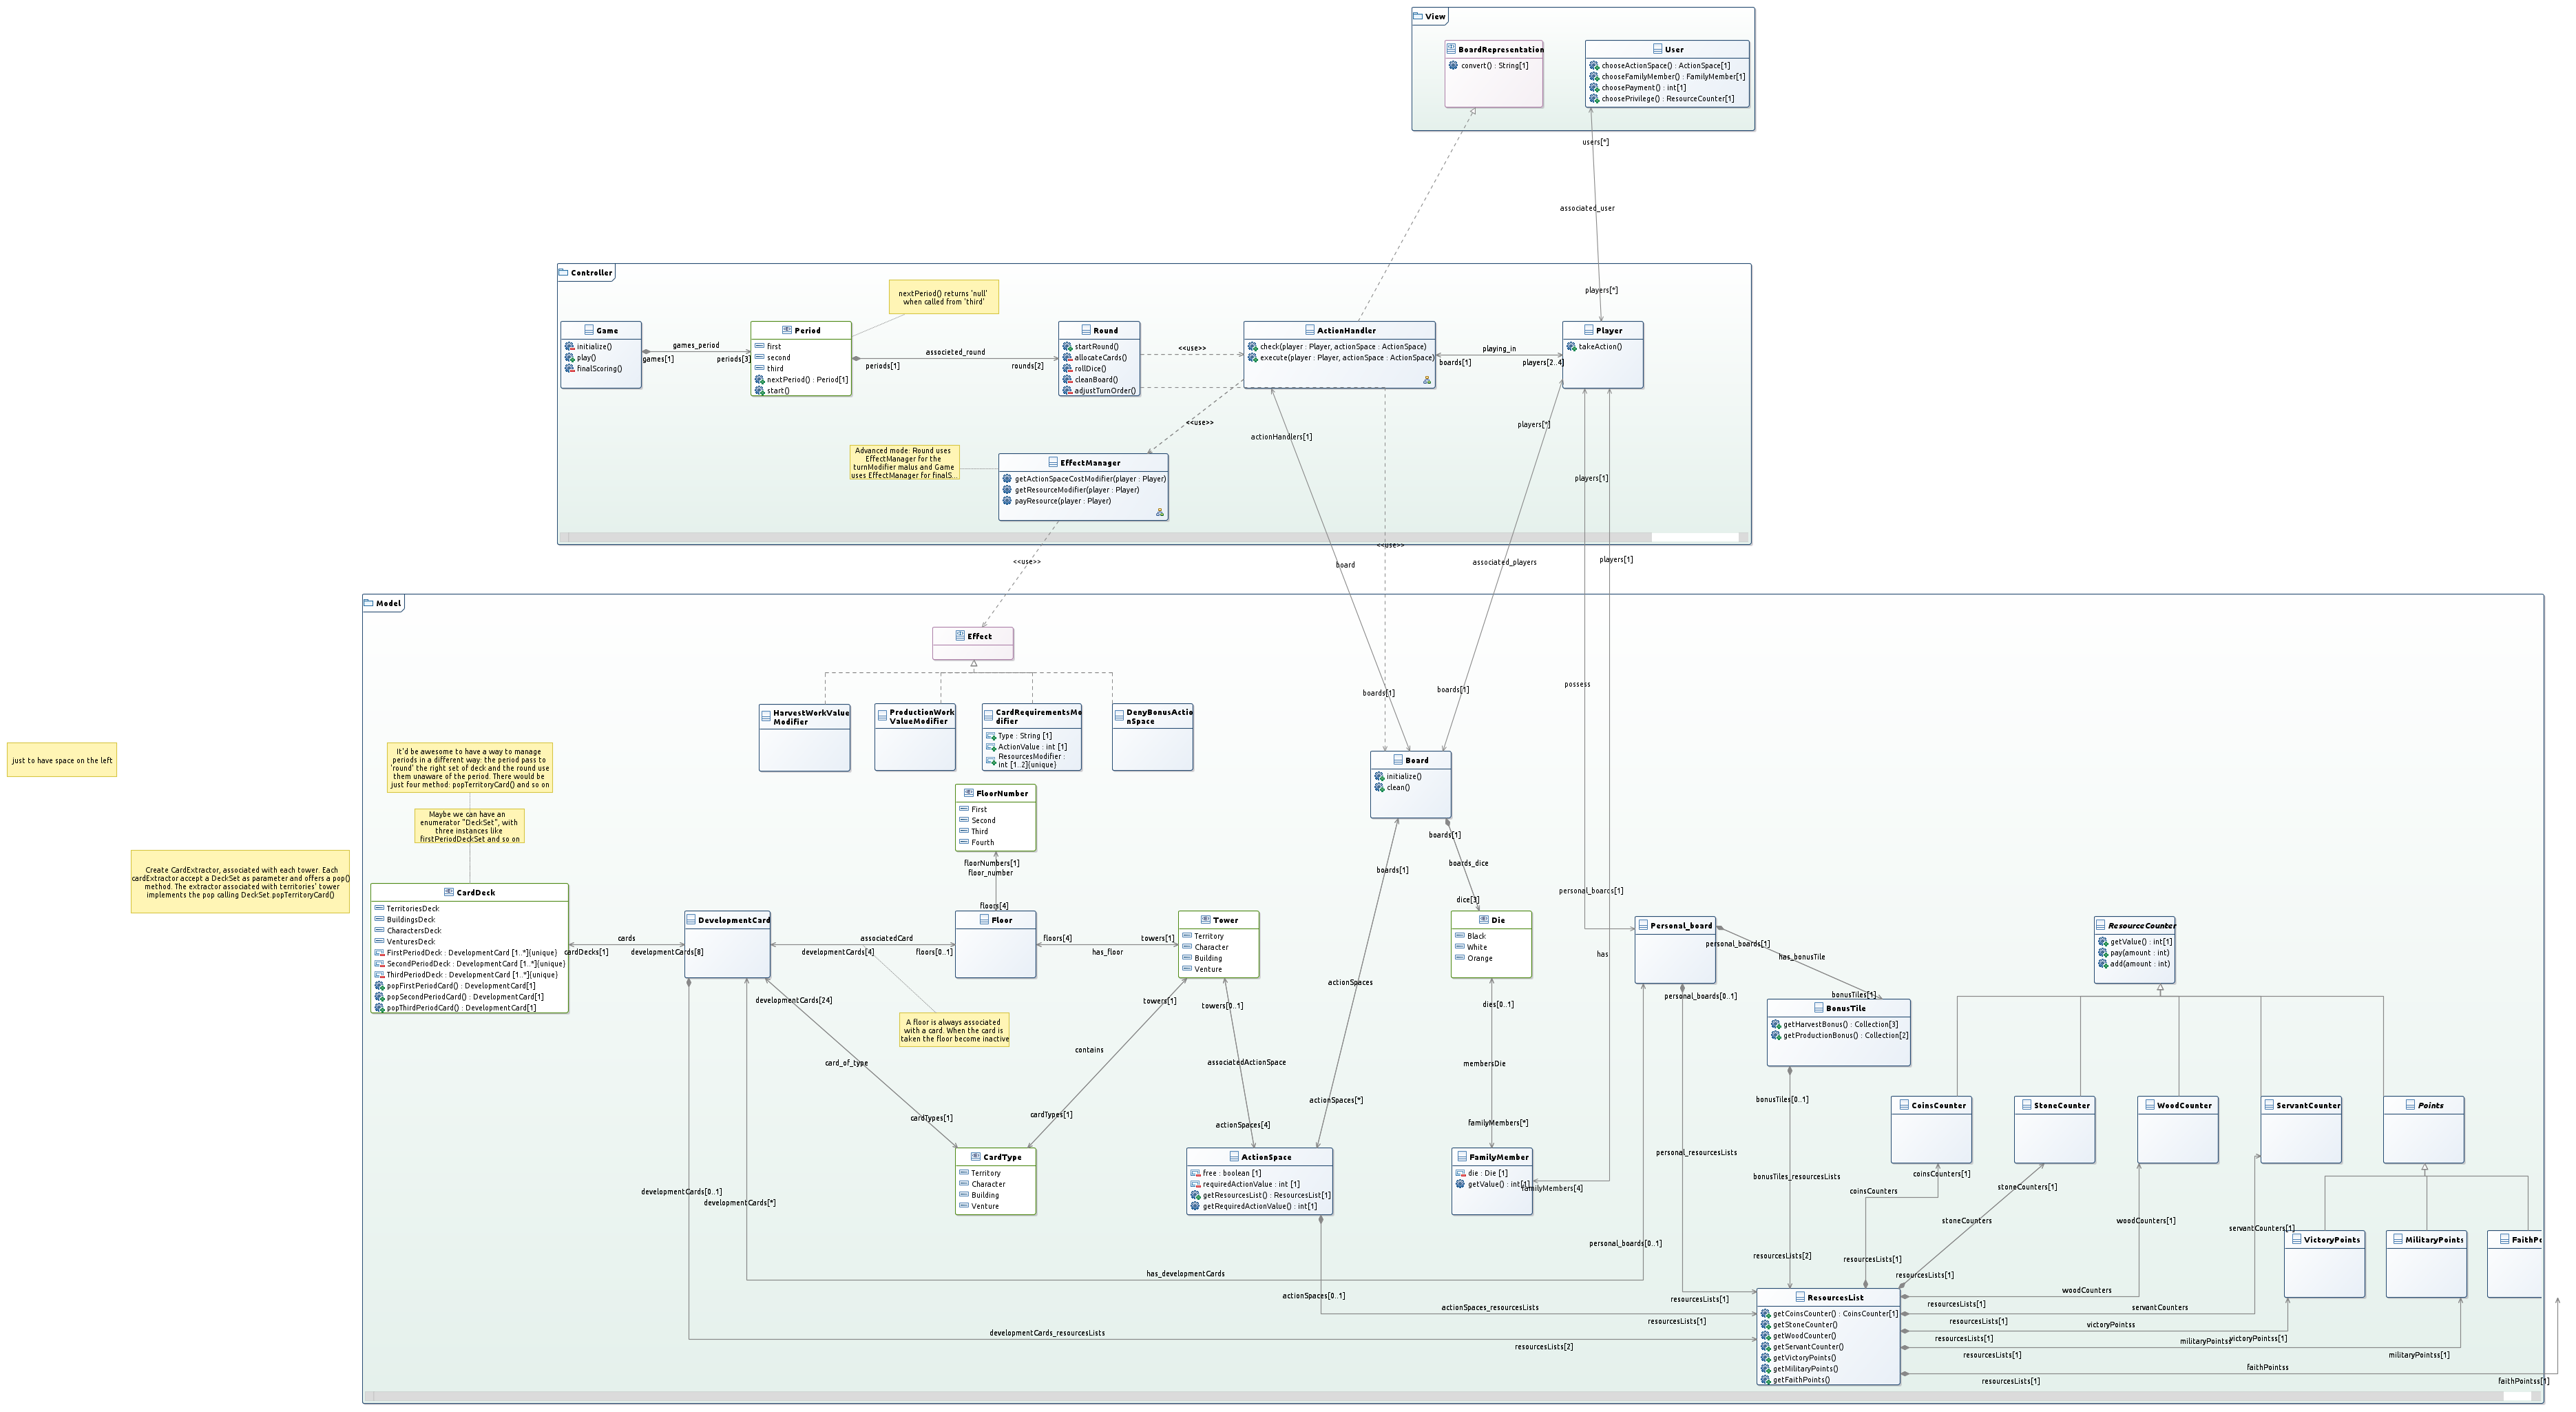 View
BoardRepresentation
convert() : String[1]
User
chooseActionSpace() : ActionSpace[1]
chooseFamilyMember() : FamilyMember[1]
choosePayment() : int[1]
choosePrivilege() : ResourceCounter[1]
users[*]
associated_user
players[*]
Controller
nextPeriod() returns 'null'
when called from 'third'
Game
initialize()
play()
finalScoring()
games_period
games[1]
periods[3]
Period
first
second
third
nextPeriod() : Period[1]
start()
associeted_round
periods[1]
rounds[2]
Round
startRound()
allocateCards()
rollDice()
cleanBoard()
adjustTurnOrder()
<<use>>
ActionHandler
check(player : Player, actionSpace : ActionSpace)
execute(player : Player, actionSpace : ActionSpace)
playing_in
boards[1]
players[2..4]
Player
takeAction()
<<use>>
actionHandlers[1]
players[*]
players[1]
Advanced mode: Round uses
EffectManager for the
turnModifier malus and Game
uses EffectManager for finalS...
EffectManager
getActionSpaceCostModifier(player : Player)
getResourceModifier(player : Player)
payResource(player : Player)
<<use>>
<<use>>
board
associated_players
players[1]
Model
Effect
possess
boards[1]
boards[1]
HarvestWorkValue
Modifier
ProductionWork
ValueModifier
CardRequirementsMo
difier
Type : String [1]
ActionValue : int [1]
ResourcesModifier :
int [1..2]{unique}
DenyBonusActio
nSpace
just to have space on the left
It'd be awesome to have a way to manage
periods in a different way: the period pass to
'round' the right set of deck and the round use
them unaware of the period. There would be
just four method: popTerritoryCard() and so on
Maybe we can have an
enumerator "DeckSet", with
three instances like
firstPeriodDeckSet and so on
Create CardExtractor, associated with each tower. Each
cardExtractor accept a DeckSet as parameter and offers a pop()
method. The extractor associated with territories' tower
implements the pop calling DeckSet.popTerritoryCard()
Board
initialize()
clean()
FloorNumber
First
Second
Third
Fourth
floorNumbers[1]
floor_number
floors[4]
boards[1]
boards_dice
dice[3]
boards[1]
personal_boards[1]
CardDeck
TerritoriesDeck
BuildingsDeck
CharactersDeck
VenturesDeck
FirstPeriodDeck : DevelopmentCard [1..*]{unique}
SecondPeriodDeck : DevelopmentCard [1..*]{unique}
ThirdPeriodDeck : DevelopmentCard [1..*]{unique}
popFirstPeriodCard() : DevelopmentCard[1]
popSecondPeriodCard() : DevelopmentCard[1]
popThirdPeriodCard() : DevelopmentCard[1]
cards
cardDecks[1]
developmentCards[8]
DevelopmentCard
associatedCard
developmentCards[4]
floors[0..1]
Floor
floors[4]
has_floor
towers[1]
Tower
Territory
Character
Building
Venture
Die
Black
White
Orange
has
Personal_board
personal_boards[1]
has_bonusTile
bonusTiles[1]
ResourceCounter
getValue() : int[1]
pay(amount : int)
add(amount : int)
actionSpaces
developmentCards[24]
towers[1]
towers[0..1]
dies[0..1]
personal_boards[0..1]
BonusTile
getHarvestBonus() : Collection[3]
getProductionBonus() : Collection[2]
A floor is always associated
with a card. When the card is
taken the floor become inactive
card_of_type
contains
associatedActionSpace
membersDie
bonusTiles[0..1]
actionSpaces[*]
cardTypes[1]
cardTypes[1]
actionSpaces[4]
familyMembers[*]
CoinsCounter
StoneCounter
WoodCounter
ServantCounter
Points
CardType
Territory
Character
Building
Venture
ActionSpace
free : boolean [1]
requiredActionValue : int [1]
getResourcesList() : ResourcesList[1]
getRequiredActionValue() : int[1]
FamilyMember
die : Die [1]
getValue() : int[1]
familyMembers[4]
personal_resourcesList
bonusTiles_resourcesLists
coinsCounters[1]
coinsCounters
stoneCounters[1]
stoneCounters
woodCounters[1]
servantCounters[1]
developmentCards[0..1]
developmentCards[*]
personal_boards[0..1]
resourcesLists[2]
resourcesLists[1]
resourcesLists[1]
VictoryPoints
MilitaryPoints
FaithPo
has_developmentCards
actionSpaces[0..1]
actionSpaces_resourcesLists
resourcesLists[1]
resourcesLists[1]
developmentCards_resourcesLists
resourcesLists[2]
ResourcesList
getCoinsCounter() : CoinsCounter[1]
getStoneCounter()
getWoodCounter()
getServantCounter()
getVictoryPoints()
getMilitaryPoints()
getFaithPoints()
woodCounters
resourcesLists[1]
servantCounters
resourcesLists[1]
victoryPointss
resourcesLists[1]
victoryPointss[1]
militaryPointss
resourcesLists[1]
militaryPointss[1]
faithPointss
resourcesLists[1]
faithPointss[1]